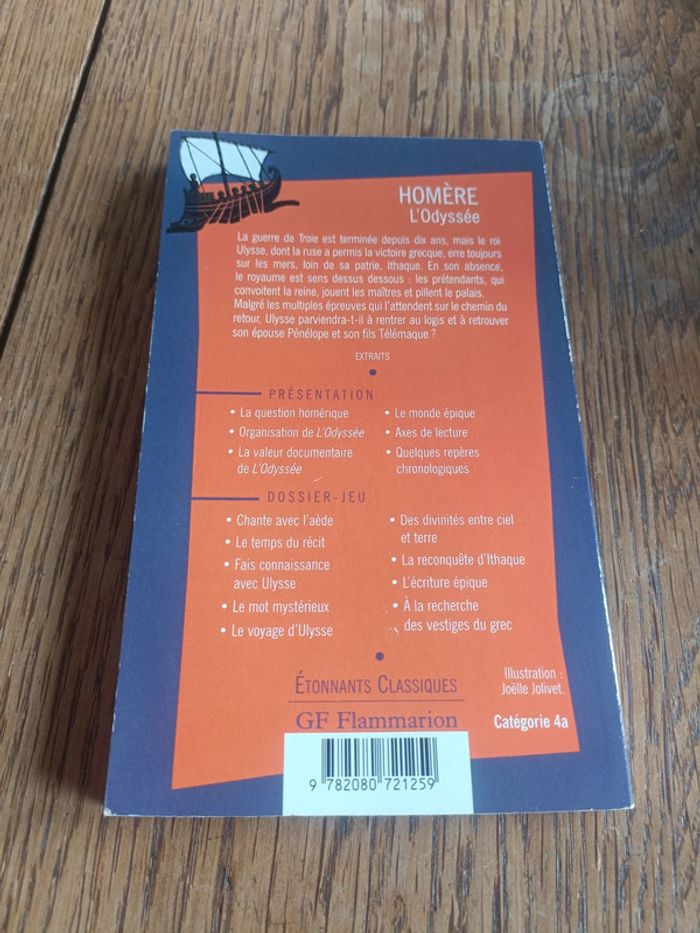 HOMÈRE
L'Odyssée
La guerre de Troie est terminée depuis dix ans, mais le roi
Ulysse, dont la ruse a permis la victoire grecque, erre toujours
sur les mers, loin de sa patrie, Ithaque. En son absence,
le royaume est sens dessus dessous : les prétendants, qui
convoitent la reine, jouent les maîtres et pillent le palais.
Malgré les multiples épreuves qui l'attendent sur le chemin du
retour, Ulysse parviendra-t-il à rentrer au logis et à retrouver
son épouse Pénélope et son fils Télémaque ?
EXTRAITS
PRÉSENTATION
• La question homérique
• Organisation de L'Odyssée
• La valeur documentaire
de L'Odyssée
• Le monde épique
• Axes de lecture
• Quelques repères
chronologiques
DOSSIER-JEU
• Chante avec l'aède
• Le temps du récit
• Fais connaissance
avec Ulysse
• Le mot mystérieux
• Le voyage d'Ulysse
• Des divinités entre ciel
et terre
• La reconquête d'Ithaque
• L'écriture épique
• À la recherche
des vestiges du grec
ÉTONNANTS CLASSIQUES
GF Flammarion
Illustration :
Joëlle Jolivet.
Catégorie 4a
9 782080 721259